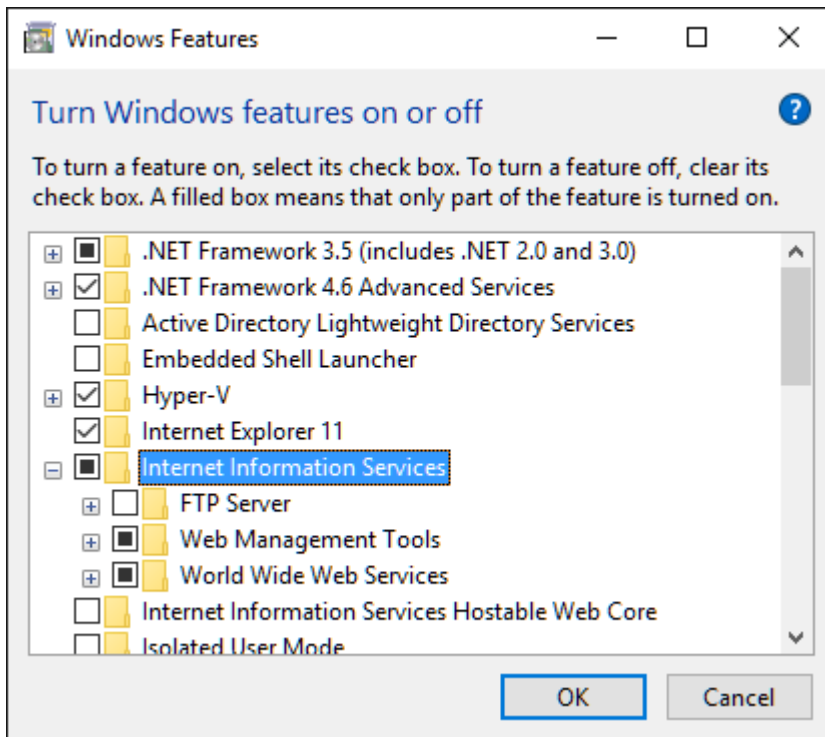 Windows Features
Turn Windows features on or off
?
To turn a feature on, select its check box. To turn a feature off, clear its
check box. A filled box means that only part of the feature is turned on.
.NET Framework 3.5 (includes .NET 2.0 and 3.0)
.NET Framework 4.6 Advanced Services
Active Directory Lightweight Directory Services
Embedded Shell Launcher
Hyper-V
Internet Explorer 11
Internet Information Services
FTP Server
Web Management Tools
World Wide Web Services
Internet Information Services Hostable Web Core
Isolated User Mode
OK
Cancel